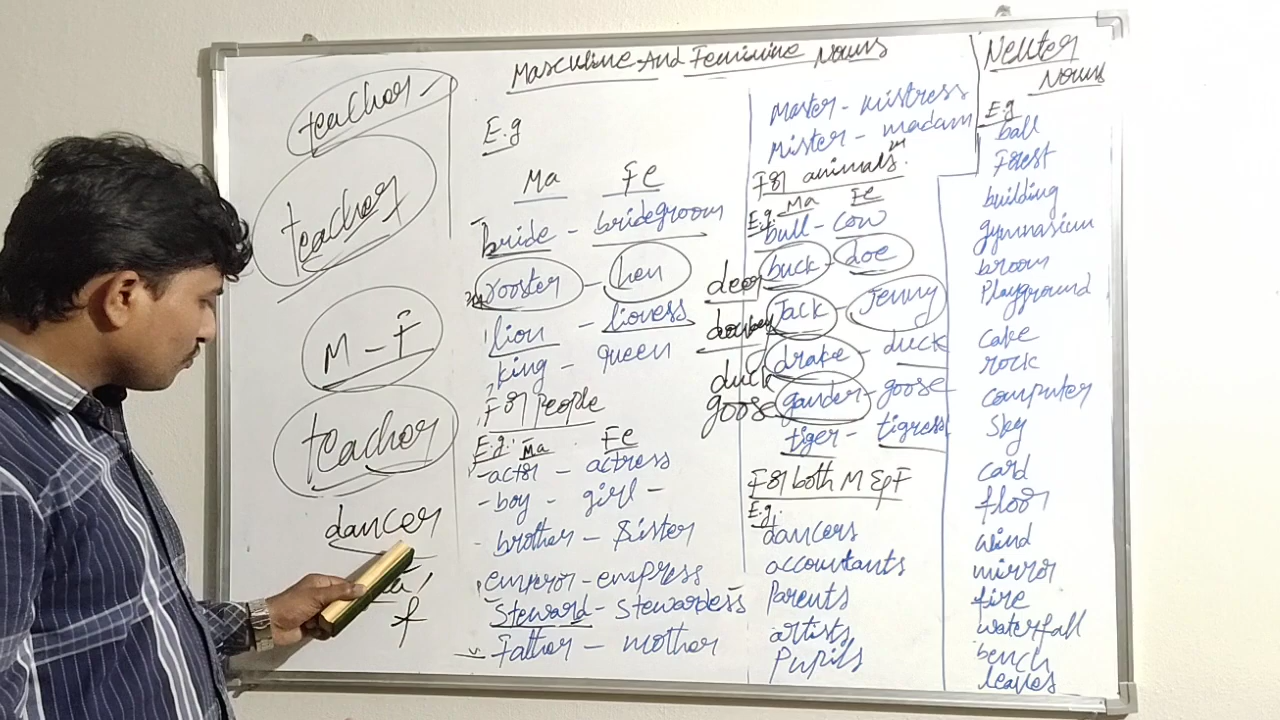 Masculine And Feminine Nouns
teacher -
teacher
M - F
teacher
dancer
f
E.g
Ma Fe
bride - bridegroom
rooster - hen
lion - lioness
king - queen
For People
E.g: Ma Fe
- actor - actress
- boy - girl -
- brother - Sister
emperor - empress
Steward - Stewardess
Father - mother
Master - mistress
Mister - madam
For animals.
E.g: Ma Fe
bull - cow
deer buck - doe
donkey Jack - Jenny
duck drake - duck
goose gander - goose
tiger - tigress
For both M & F
E.g:
dancers
accountants
Parents
artists
Pupils
Neuter
Nouns
E.g
ball
Forest
building
gymnasium
broom
Playground
cake
rock
computer
Sky
card
floor
wind
mirror
fire
waterfall
bench
leaves